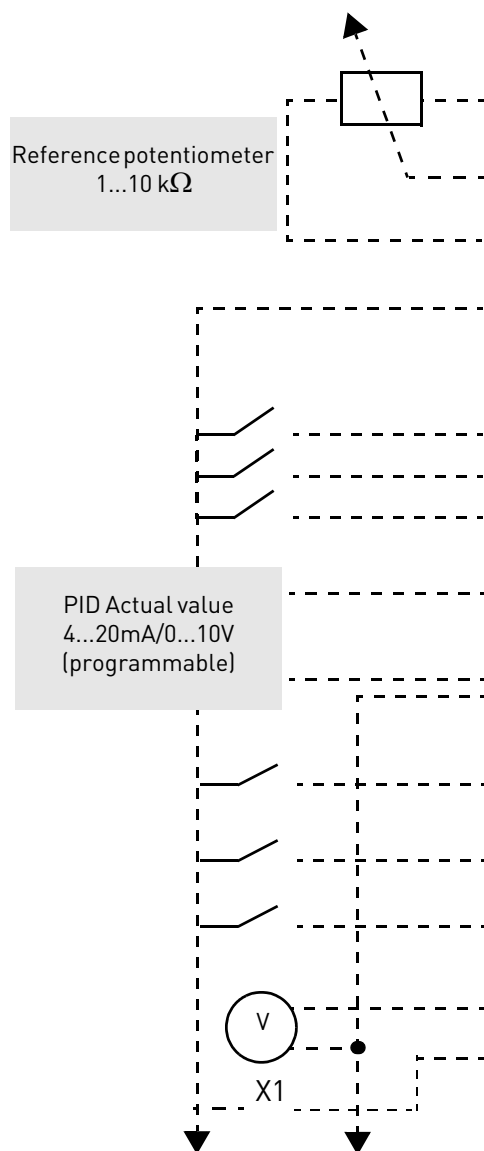 Reference potentiometer
1...10 kΩ
PID Actual value
4...20mA/0...10V
(programmable)
V
X1